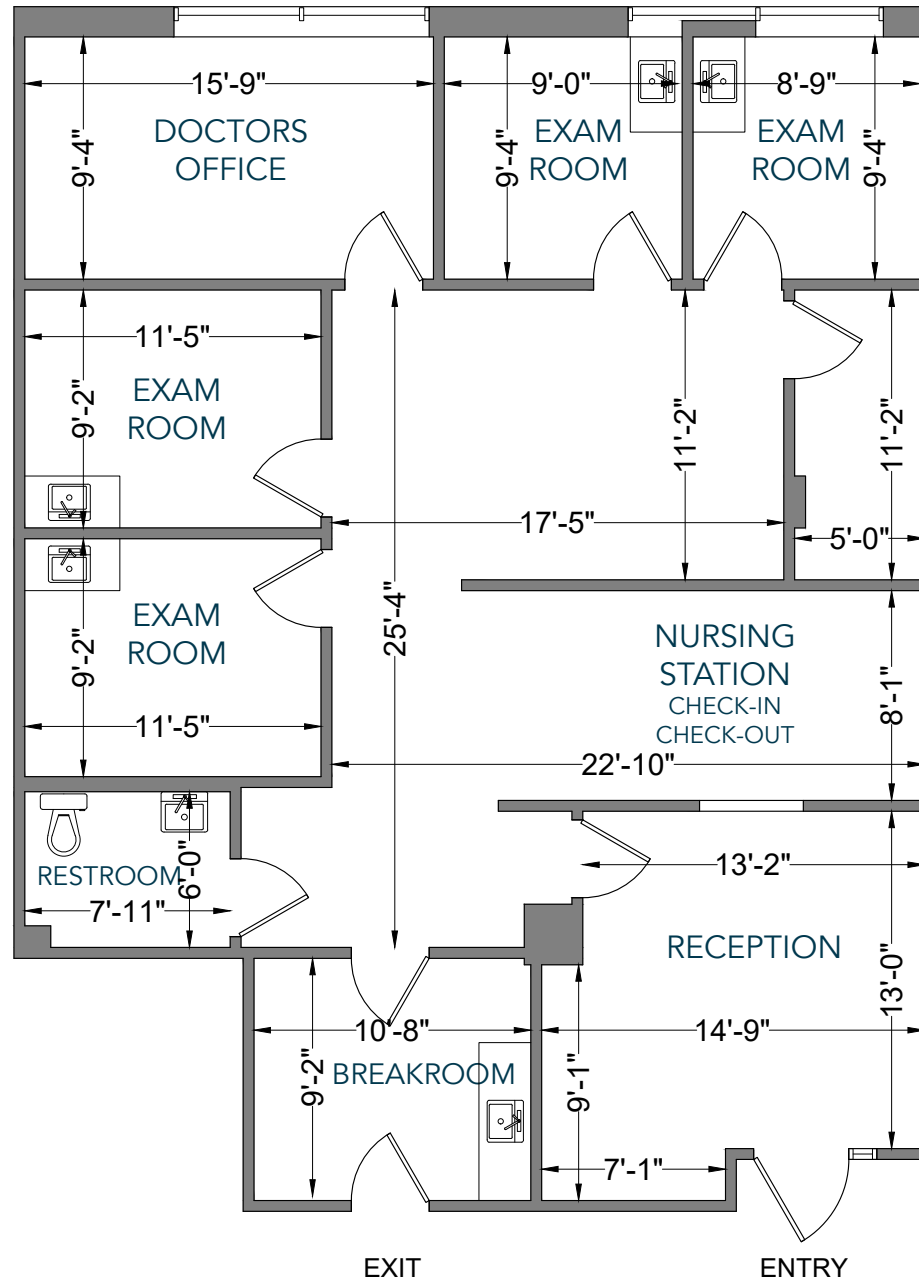 15'-9"
9'-0"
8'-9"
DOCTORS
OFFICE
EXAM
ROOM
EXAM
ROOM
9'-4"
9'-4"
9'-4"
11'-5"
EXAM
ROOM
9'-2"
11'-2"
11'-2"
17'-5"
5'-0"
EXAM
ROOM
9'-2"
11'-5"
25'-4"
NURSING
STATION
CHECK-IN
CHECK-OUT
8'-1"
22'-10"
RESTROOM
6'-0"
7'-11"
13'-2"
RECEPTION
13'-0"
10'-8"
14'-9"
BREAKROOM
9'-2"
9'-1"
7'-1"
EXIT
ENTRY